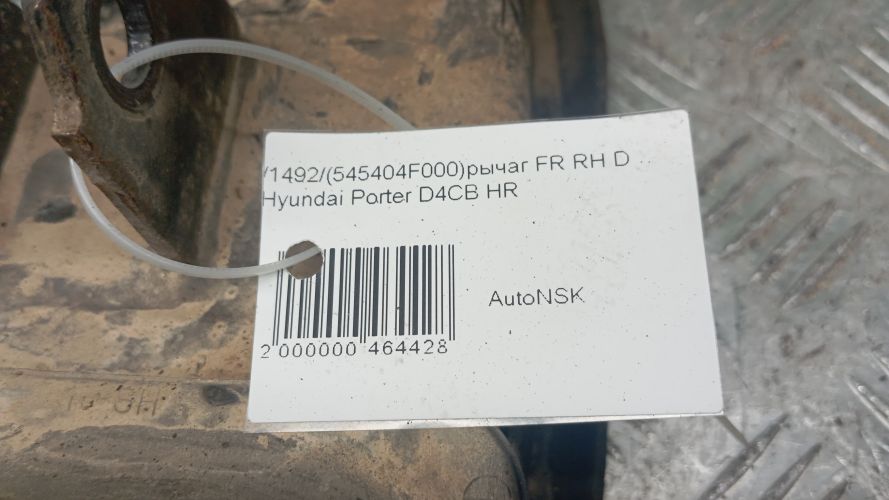 /1492/(545404F000)рычаг FR RH D
Hyundai Porter D4CB HR
AutoNSK
2 000000 464428